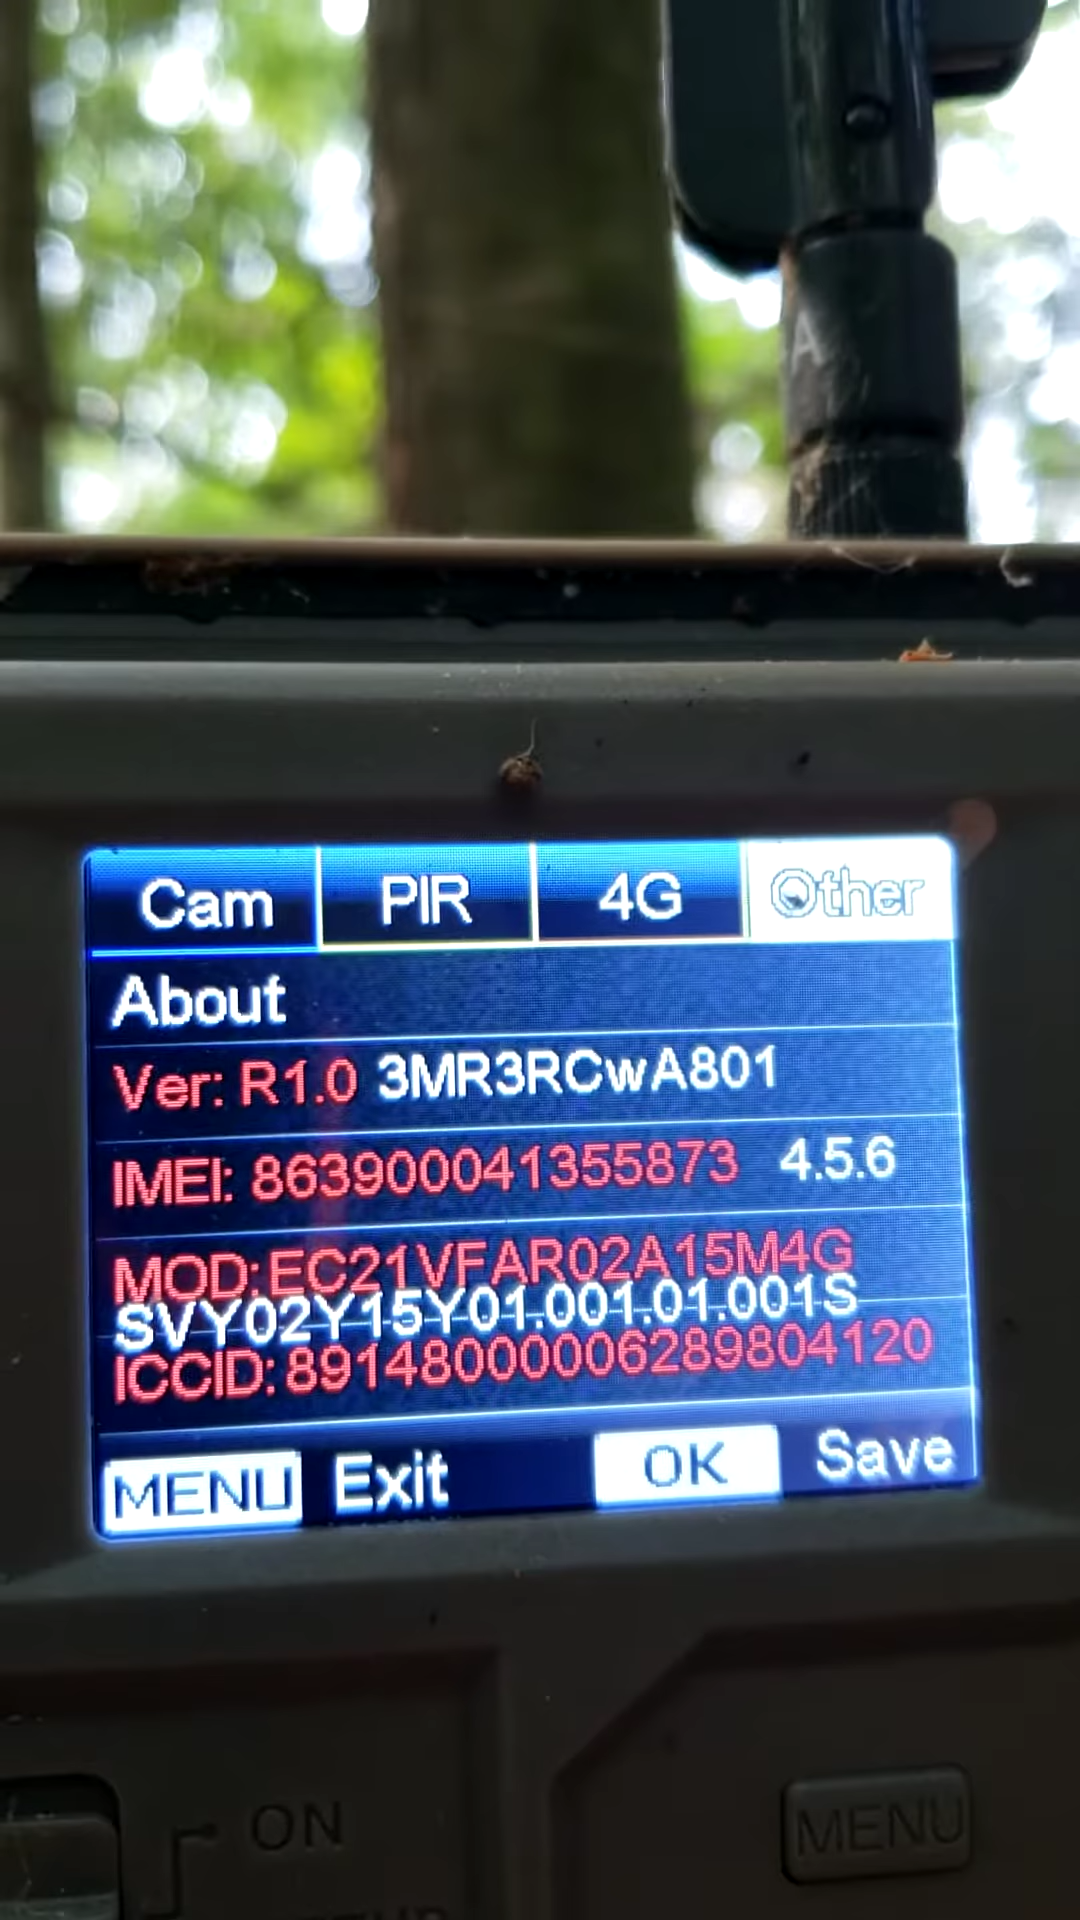 A
Cam PIR 4G Other
About
Ver: R1.0 3MR3RCwA801
IMEI: 863900041355873 4.5.6
MOD:EC21VFAR02A15M4G
SVY02Y15Y01.001.01.001S
ICCID: 89148000006289804120
MENU Exit OK Save
ON
MENU